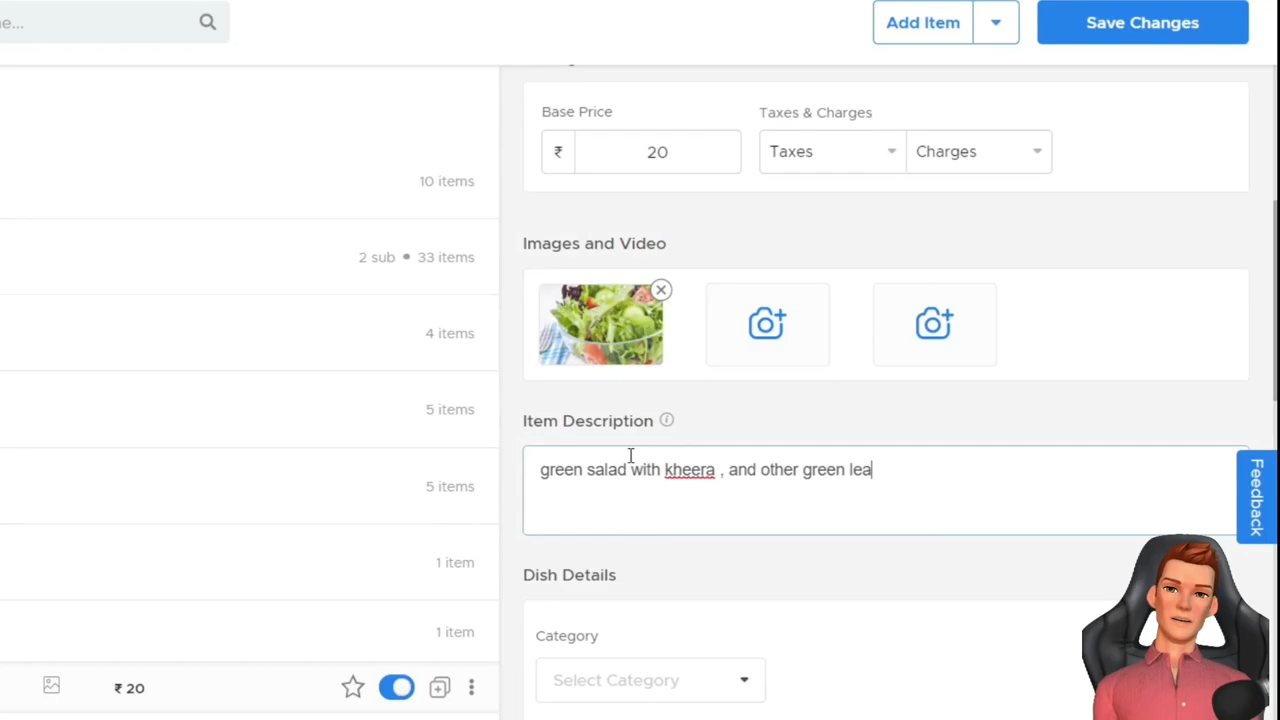 e...
Add Item
Save Changes
Base Price
Taxes & Charges
₹ 20
Taxes
Charges
10 items
Images and Video
2 sub • 33 items
4 items
5 items
Item Description
green salad with kheera , and other green lea
5 items
Feedback
1 item
Dish Details
1 item
Category
₹ 20
Select Category